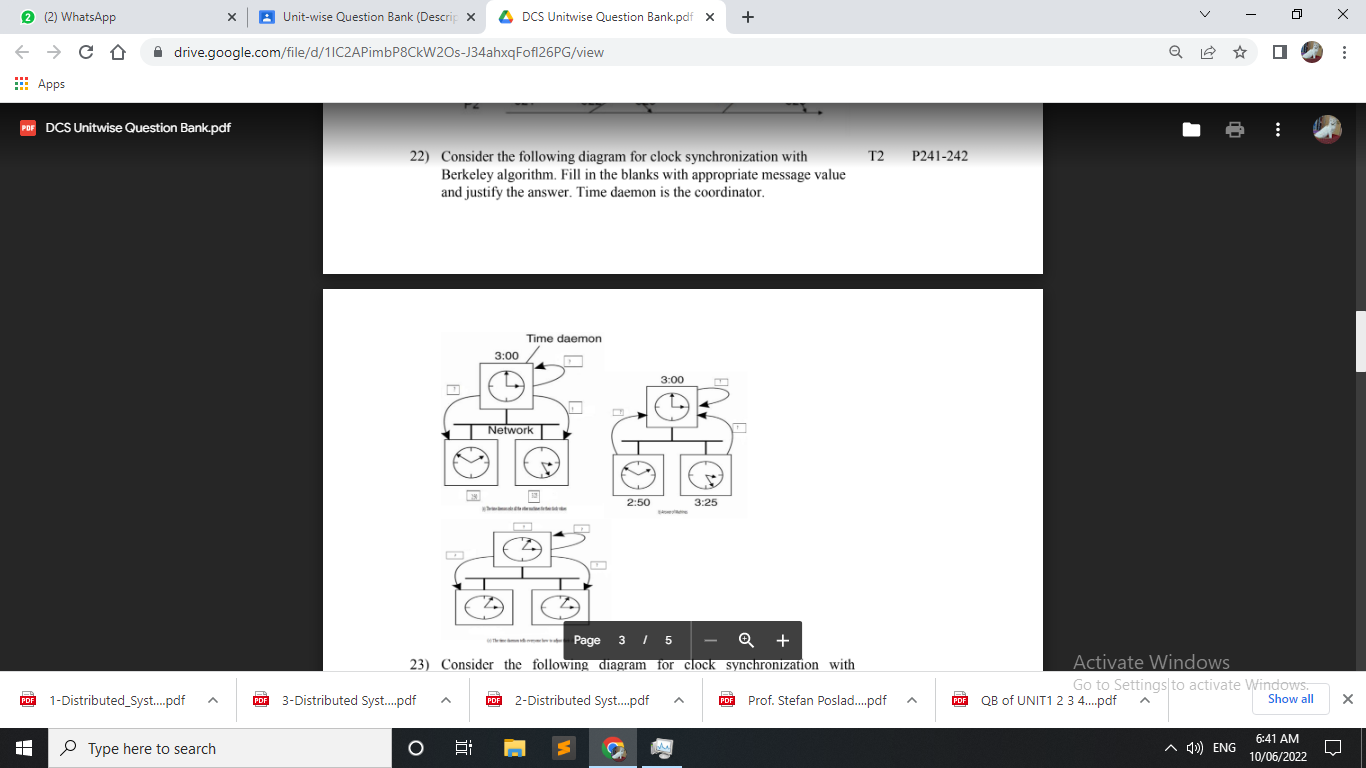 (2) WhatsApp
Unit-wise Question Bank (Descrip
DCS Unitwise Question Bank.pdf
drive.google.com/file/d/1IC2APimbP8CkW2Os-J34ahxqFofl26PG/view
Apps
DCS Unitwise Question Bank.pdf
22) Consider the following diagram for clock synchronization with T2 P241-242
Berkeley algorithm. Fill in the blanks with appropriate message value
and justify the answer. Time daemon is the coordinator.
Time daemon
3:00
?
?
Network
3:00
?
?
?
2:50 3:25
Page 3 / 5
23) Consider the following diagram for clock synchronization with
Activate Windows
Go to Settings to activate Windows.
1-Distributed_Syst....pdf
3-Distributed Syst....pdf
2-Distributed Syst....pdf
Prof. Stefan Poslad....pdf
QB of UNIT1 2 3 4....pdf
Show all
Type here to search
ENG
6:41 AM
10/06/2022